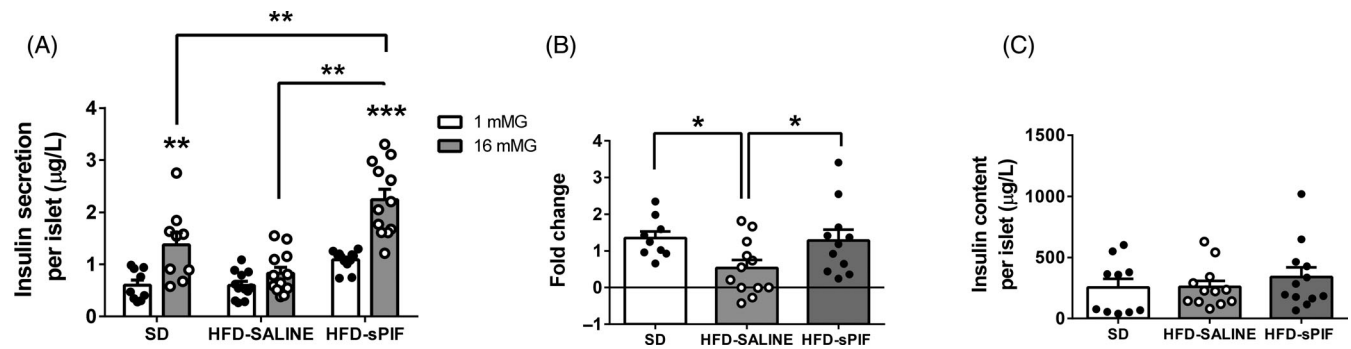 (A)
**
**
**
***
Insulin secretion
per islet (μg/L)
4
3
2
1
0
SD
HFD-SALINE
HFD-sPIF
1 mMG
16 mMG
(B)
*
*
Fold change
4
3
2
1
0
–1
SD
HFD-SALINE
HFD-sPIF
(C)
Insulin content
per islet (μg/L)
1500
1000
500
0
SD
HFD-SALINE
HFD-sPIF